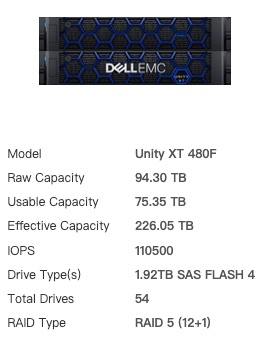 DELLEMC
UNITY
Model Unity XT 480F
Raw Capacity 94.30 TB
Usable Capacity 75.35 TB
Effective Capacity 226.05 TB
IOPS 110500
Drive Type(s) 1.92TB SAS FLASH 4
Total Drives 54
RAID Type RAID 5 (12+1)